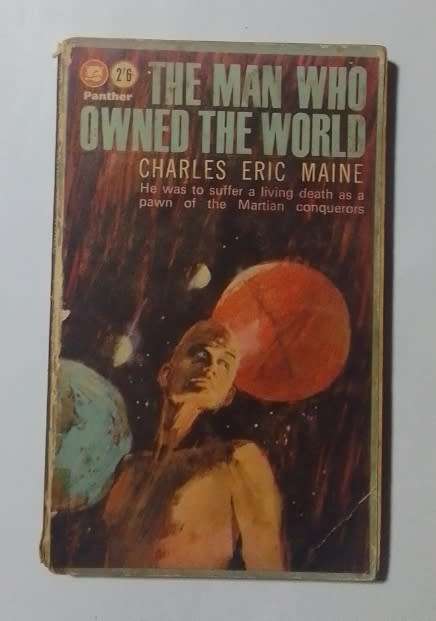 2'6
Panther
THE MAN WHO
OWNED THE WORLD
CHARLES ERIC MAINE
He was to suffer a living death as a
pawn of the Martian conquerors